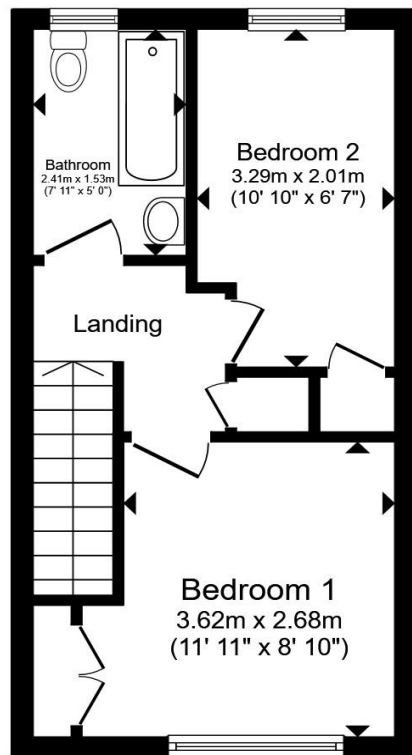 Bathroom
2.41m x 1.53m
(7' 11" x 5' 0")
Bedroom 2
3.29m x 2.01m
(10' 10" x 6' 7")
Landing
Bedroom 1
3.62m x 2.68m
(11' 11" x 8' 10")